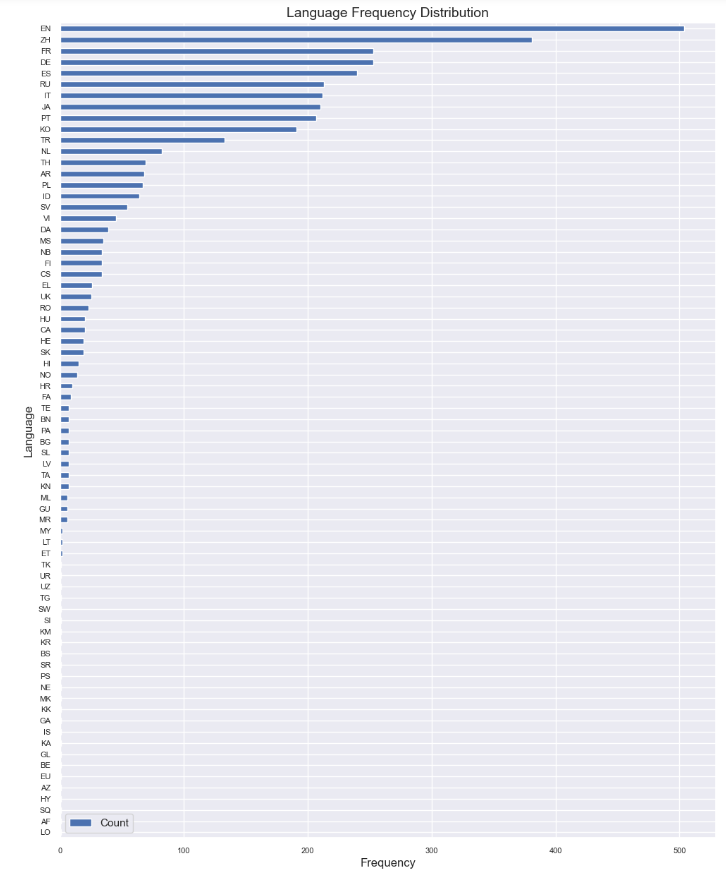 Language Frequency Distribution
EN
ZH
FR
DE
ES
RU
IT
JA
PT
KO
TR
NL
TH
AR
PL
ID
SV
VI
DA
MS
NB
FI
CS
EL
UK
RO
HU
CA
HE
SK
HI
NO
HR
FA
TE
BN
PA
BG
SL
LV
TA
KN
ML
GU
MR
MY
LT
ET
TK
UR
UZ
TG
SW
SI
KM
KR
BS
SR
PS
NE
MK
KK
GA
IS
KA
GL
BE
EU
AZ
HY
SQ
AF
LO
Language
Count
0 100 200 300 400 500
Frequency